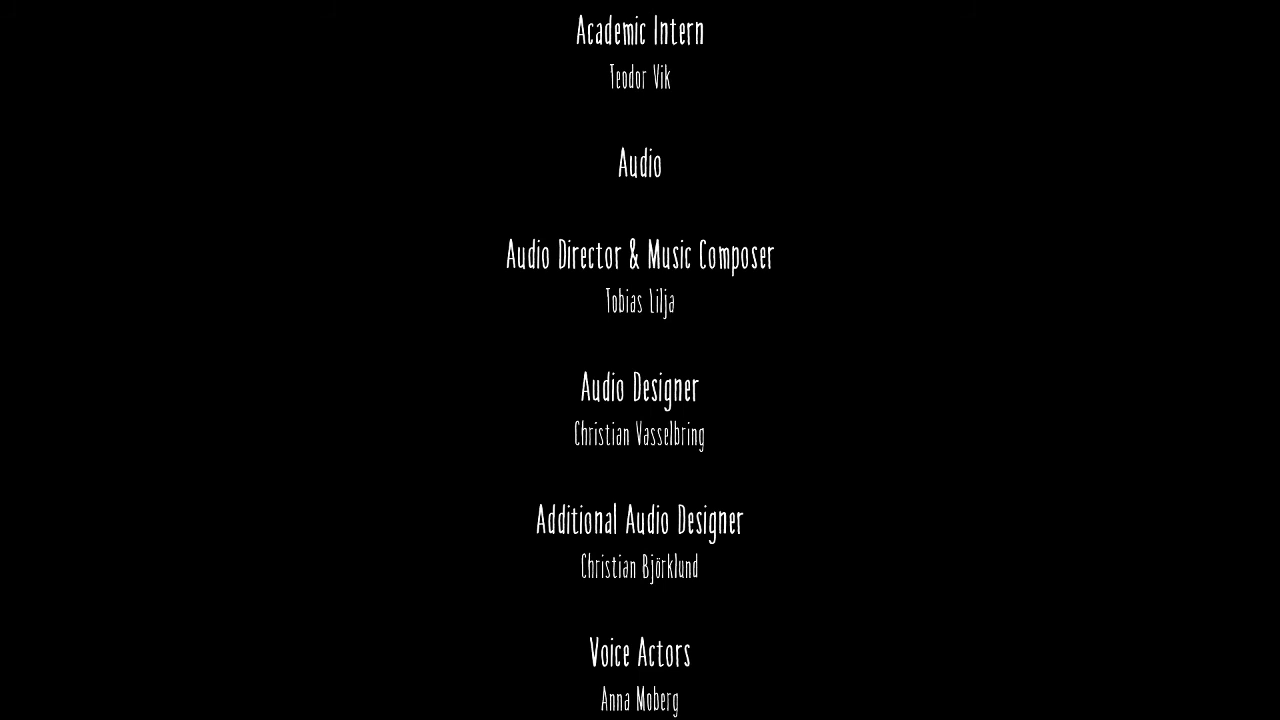 Academic Intern
Teodor Vik
Audio
Audio Director & Music Composer
Tobias Lilja
Audio Designer
Christian Vasselbring
Additional Audio Designer
Christian Björklund
Voice Actors
Anna Moberg